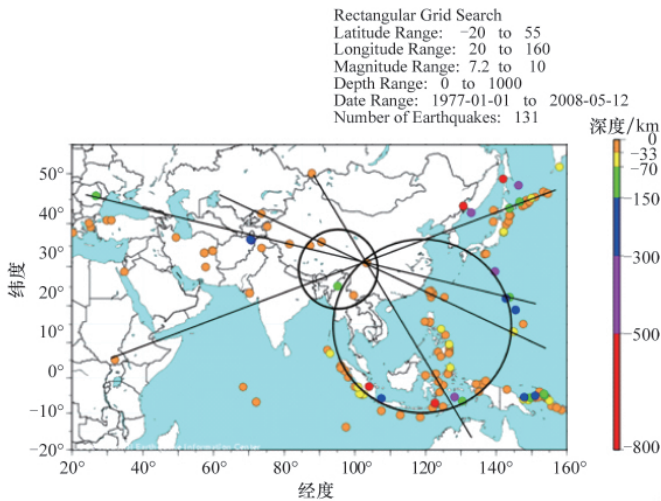 Rectangular Grid Search
Latitude Range: −20 to 55
Longitude Range: 20 to 160
Magnitude Range: 7.2 to 10
Depth Range: 0 to 1000
Date Range: 1977-01-01 to 2008-05-12
Number of Earthquakes: 131
深度/km
0
−33
−70
−150
−300
−500
−800
50°
40°
30°
20°
10°
0°
−10°
−20°
纬度
Earthquake Information Center
20 40 60 80 100 120 140 160
经度